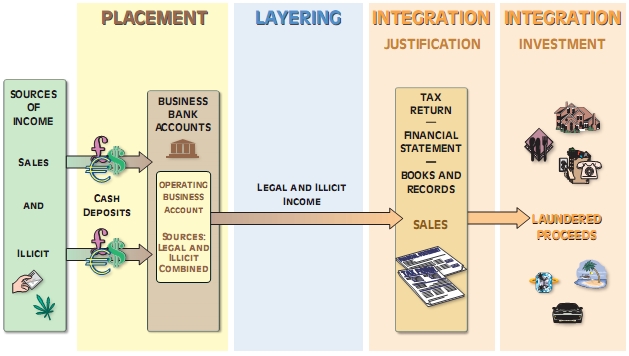 PLACEMENT
LAYERING
INTEGRATION
INTEGRATION
JUSTIFICATION
INVESTMENT
SOURCES
OF
INCOME
SALES
AND
ILLICIT
CASH
DEPOSITS
BUSINESS
BANK
ACCOUNTS
OPERATING
BUSINESS
ACCOUNT
SOURCES:
LEGAL AND
ILLICIT
COMBINED
LEGAL AND ILLICIT
INCOME
TAX
RETURN
—
FINANCIAL
STATEMENT
—
BOOKS AND
RECORDS
SALES
LAUNDERED
PROCEEDS